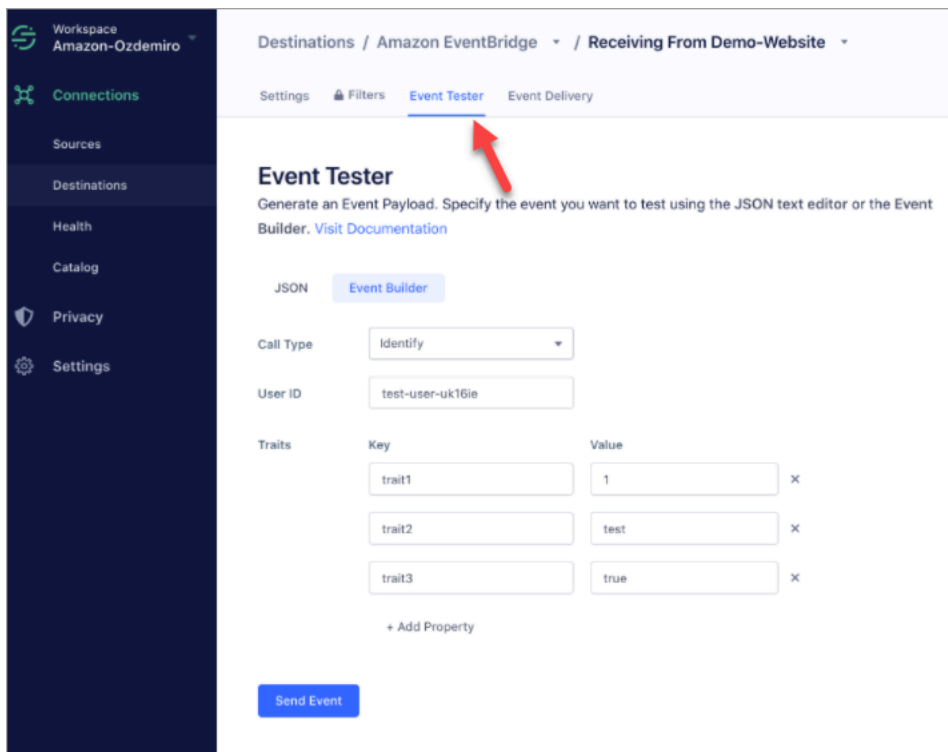 Workspace
Amazon-Ozdemiro
Connections
Sources
Destinations
Health
Catalog
Privacy
Settings
Destinations / Amazon EventBridge / Receiving From Demo-Website
Settings Filters Event Tester Event Delivery
Event Tester
Generate an Event Payload. Specify the event you want to test using the JSON text editor or the Event
Builder. Visit Documentation
JSON Event Builder
Call Type Identify
User ID test-user-uk16ie
Traits Key Value
trait1 1
trait2 test
trait3 true
+ Add Property
Send Event